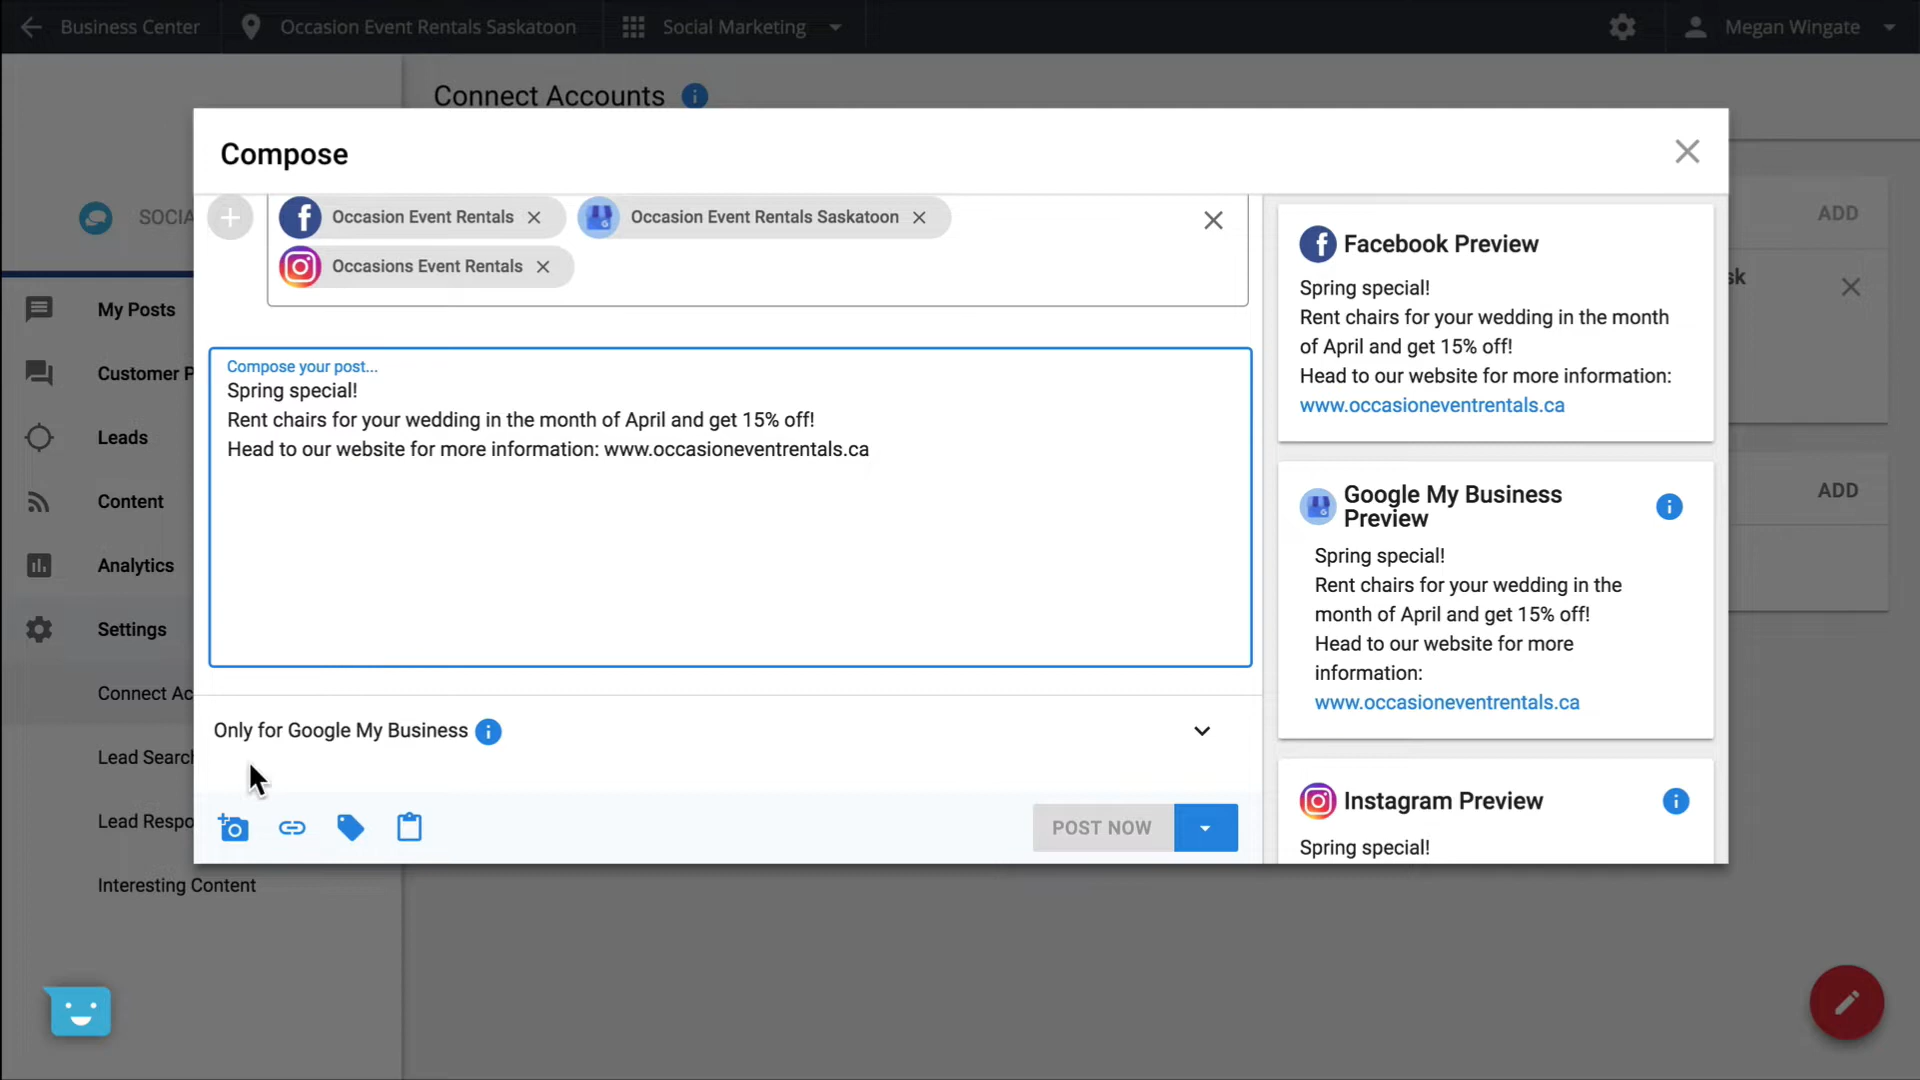 Business Center
Occasion Event Rentals Saskatoon
Social Marketing
Megan Wingate
Connect Accounts
Compose
SOCIA
ADD
Occasion Event Rentals
Occasion Event Rentals Saskatoon
Occasions Event Rentals
sk
My Posts
Customer P
Leads
Content
Analytics
Settings
Connect Ac
Lead Search
Lead Respo
Interesting Content
Compose your post...
Spring special!
Rent chairs for your wedding in the month of April and get 15% off!
Head to our website for more information: www.occasioneventrentals.ca
Only for Google My Business
POST NOW
Facebook Preview
Spring special!
Rent chairs for your wedding in the month
of April and get 15% off!
Head to our website for more information:
www.occasioneventrentals.ca
Google My Business
Preview
Spring special!
Rent chairs for your wedding in the
month of April and get 15% off!
Head to our website for more
information:
www.occasioneventrentals.ca
Instagram Preview
Spring special!
ADD